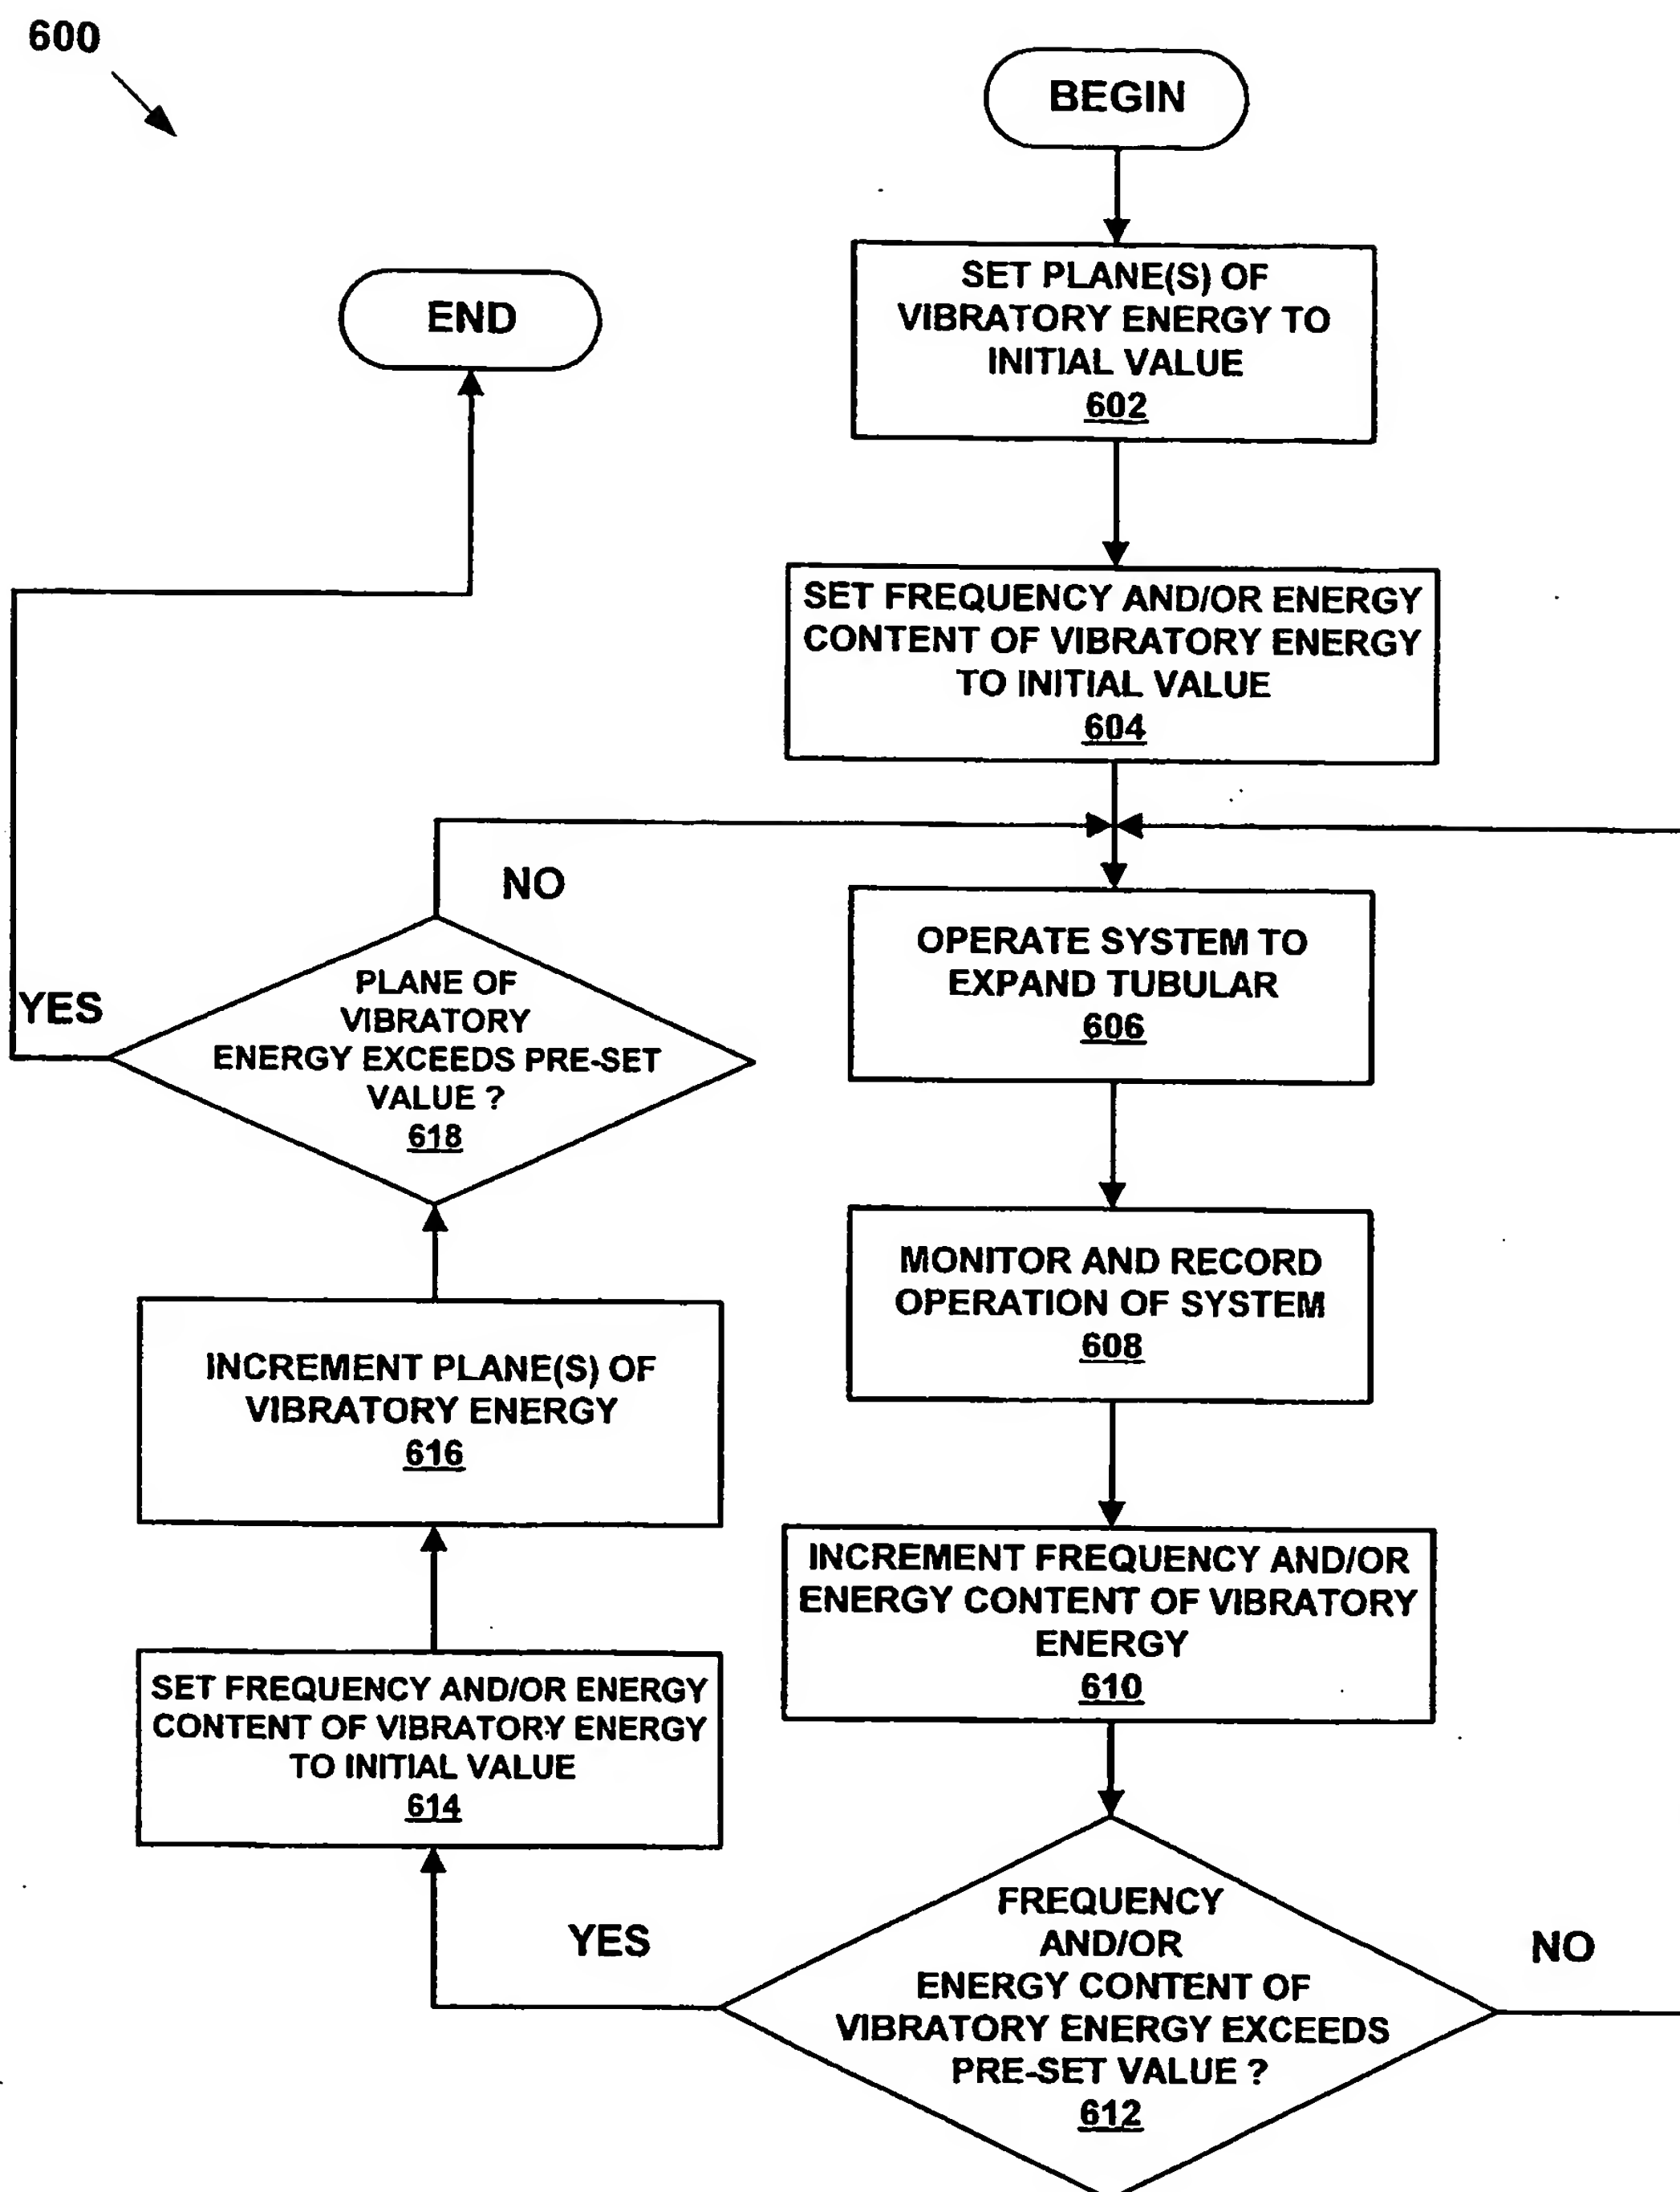 600
BEGIN
SET PLANE(S) OF
VIBRATORY ENERGY TO
INITIAL VALUE
602
END
SET FREQUENCY AND/OR ENERGY
CONTENT OF VIBRATORY ENERGY
TO INITIAL VALUE
604
NO
OPERATE SYSTEM TO
EXPAND TUBULAR
606
YES
PLANE OF
VIBRATORY
ENERGY EXCEEDS PRE-SET
VALUE ?
618
MONITOR AND RECORD
OPERATION OF SYSTEM
608
INCREMENT PLANE(S) OF
VIBRATORY ENERGY
616
INCREMENT FREQUENCY AND/OR
ENERGY CONTENT OF VIBRATORY
ENERGY
610
SET FREQUENCY AND/OR ENERGY
CONTENT OF VIBRATORY ENERGY
TO INITIAL VALUE
614
YES
FREQUENCY
AND/OR
ENERGY CONTENT OF
VIBRATORY ENERGY EXCEEDS
PRE-SET VALUE ?
612
NO